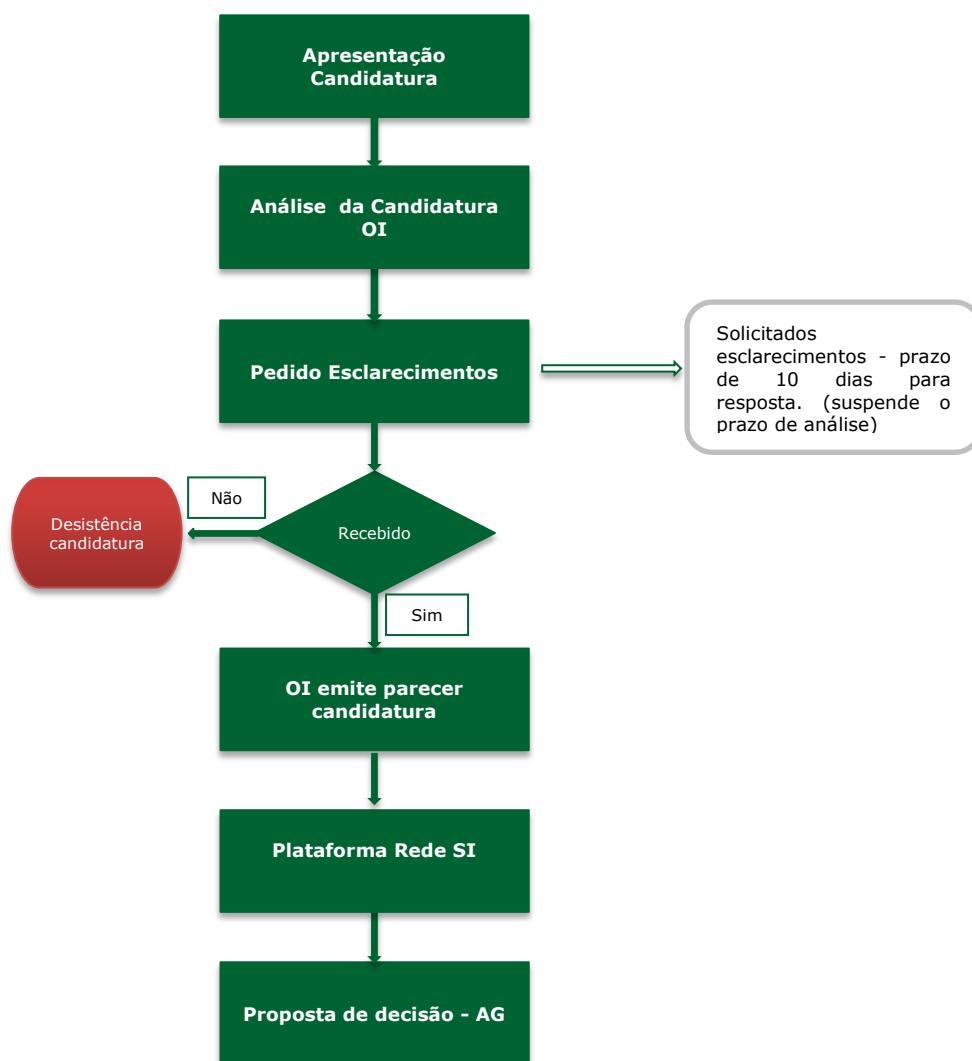 Apresentação
Candidatura
Análise da Candidatura
OI
Pedido Esclarecimentos
Solicitados
esclarecimentos - prazo
de 10 dias para
resposta. (suspende o
prazo de análise)
Não
Desistência
candidatura
Recebido
Sim
OI emite parecer
candidatura
Plataforma Rede SI
Proposta de decisão - AG